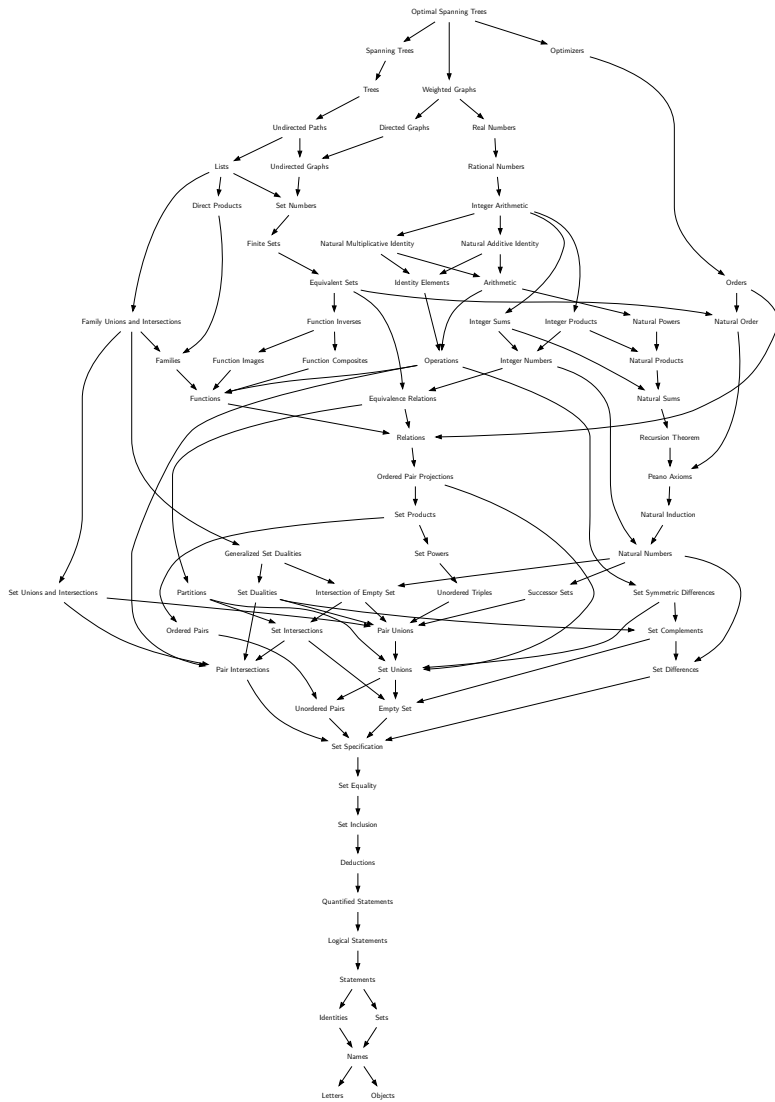 Optimal Spanning Trees
Spanning Trees
Optimizers
Trees
Weighted Graphs
Undirected Paths
Directed Graphs
Real Numbers
Lists
Undirected Graphs
Rational Numbers
Direct Products
Set Numbers
Integer Arithmetic
Finite Sets
Natural Multiplicative Identity
Natural Additive Identity
Equivalent Sets
Identity Elements
Arithmetic
Orders
Family Unions and Intersections
Function Inverses
Integer Sums
Integer Products
Natural Powers
Natural Order
Families
Function Images
Function Composites
Operations
Integer Numbers
Natural Products
Functions
Equivalence Relations
Natural Sums
Relations
Recursion Theorem
Ordered Pair Projections
Peano Axioms
Set Products
Natural Induction
Generalized Set Dualities
Set Powers
Natural Numbers
Set Unions and Intersections
Partitions
Set Dualities
Intersection of Empty Set
Unordered Triples
Successor Sets
Set Symmetric Differences
Ordered Pairs
Set Intersections
Pair Unions
Set Complements
Pair Intersections
Set Unions
Set Differences
Unordered Pairs
Empty Set
Set Specification
Set Equality
Set Inclusion
Deductions
Quantified Statements
Logical Statements
Statements
Identities
Sets
Names
Letters
Objects